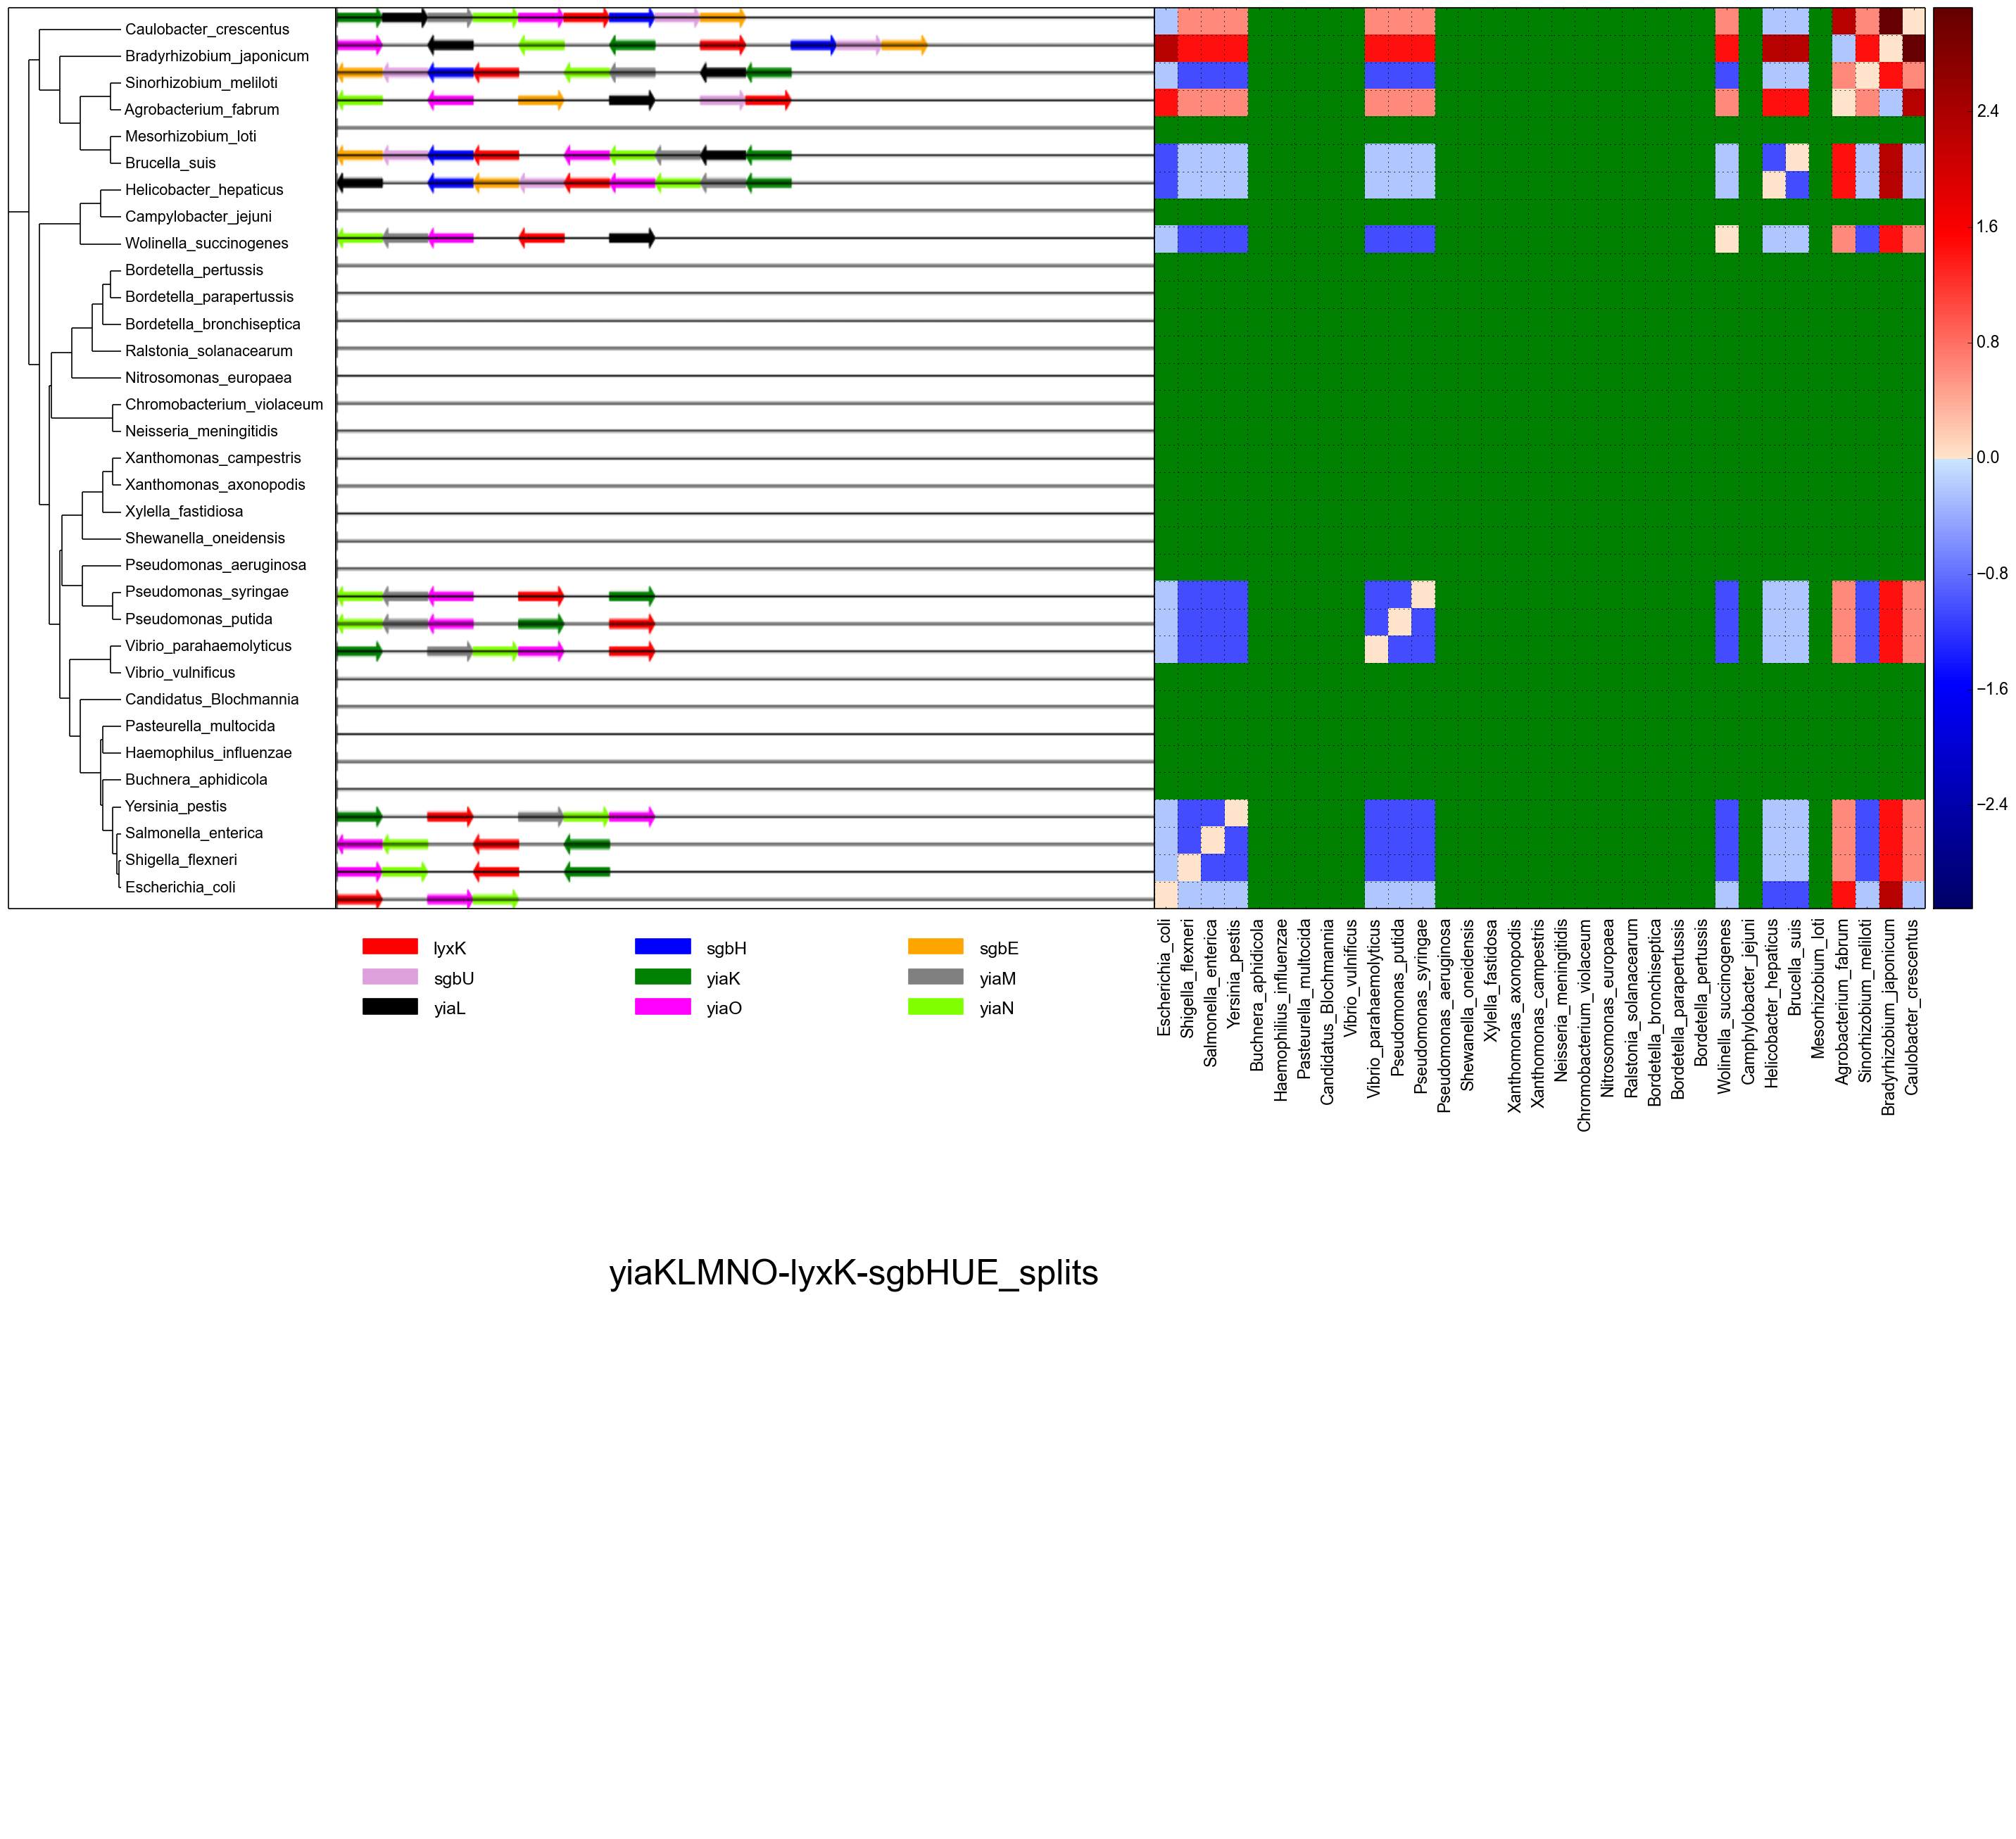 Caulobacter_crescentus
Bradyrhizobium_japonicum
Sinorhizobium_meliloti
Agrobacterium_fabrum
Mesorhizobium_loti
Brucella_suis
Helicobacter_hepaticus
Campylobacter_jejuni
Wolinella_succinogenes
Bordetella_pertussis
Bordetella_parapertussis
Bordetella_bronchiseptica
Ralstonia_solanacearum
Nitrosomonas_europaea
Chromobacterium_violaceum
Neisseria_meningitidis
Xanthomonas_campestris
Xanthomonas_axonopodis
Xylella_fastidiosa
Shewanella_oneidensis
Pseudomonas_aeruginosa
Pseudomonas_syringae
Pseudomonas_putida
Vibrio_parahaemolyticus
Vibrio_vulnificus
Candidatus_Blochmannia
Pasteurella_multocida
Haemophilus_influenzae
Buchnera_aphidicola
Yersinia_pestis
Salmonella_enterica
Shigella_flexneri
Escherichia_coli
2.4
1.6
0.8
0.0
−0.8
−1.6
−2.4
Escherichia_coli
Shigella_flexneri
Salmonella_enterica
Yersinia_pestis
Buchnera_aphidicola
Haemophilus_influenzae
Pasteurella_multocida
Candidatus_Blochmannia
Vibrio_vulnificus
Vibrio_parahaemolyticus
Pseudomonas_putida
Pseudomonas_syringae
Pseudomonas_aeruginosa
Shewanella_oneidensis
Xylella_fastidiosa
Xanthomonas_axonopodis
Xanthomonas_campestris
Neisseria_meningitidis
Chromobacterium_violaceum
Nitrosomonas_europaea
Ralstonia_solanacearum
Bordetella_bronchiseptica
Bordetella_parapertussis
Bordetella_pertussis
Wolinella_succinogenes
Camphylobacter_jejuni
Helicobacter_hepaticus
Brucella_suis
Mesorhizobium_loti
Agrobacterium_fabrum
Sinorhizobium_meliloti
Bradyrhizobium_japonicum
Caulobacter_crescentus
lyxK sgbH sgbE
sgbU yiaK yiaM
yiaL yiaO yiaN
yiaKLMNO-lyxK-sgbHUE_splits